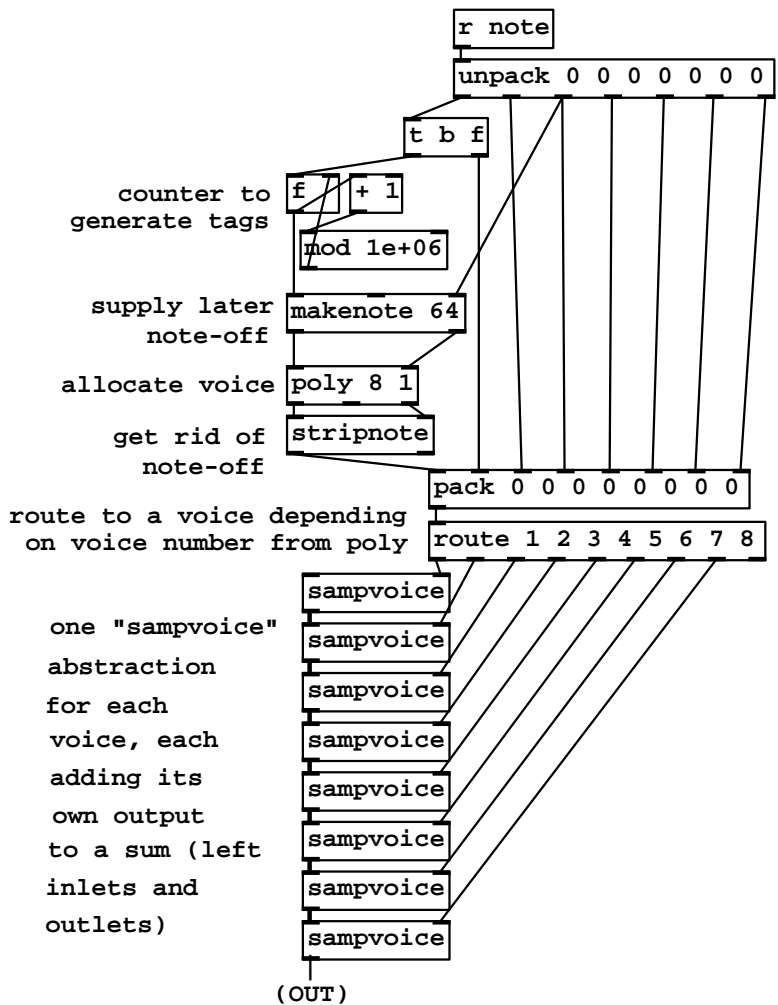 r note
unpack 0 0 0 0 0 0 0
t b f
counter to
generate tags
f
+ 1
mod 1e+06
supply later
note-off
makenote 64
allocate voice
poly 8 1
get rid of
note-off
stripnote
pack 0 0 0 0 0 0 0 0
route to a voice depending
on voice number from poly
route 1 2 3 4 5 6 7 8
sampvoice
one "sampvoice"
sampvoice
abstraction
sampvoice
for each
voice, each
sampvoice
adding its
sampvoice
own output
to a sum (left
sampvoice
inlets and
sampvoice
outlets)
sampvoice
(OUT)